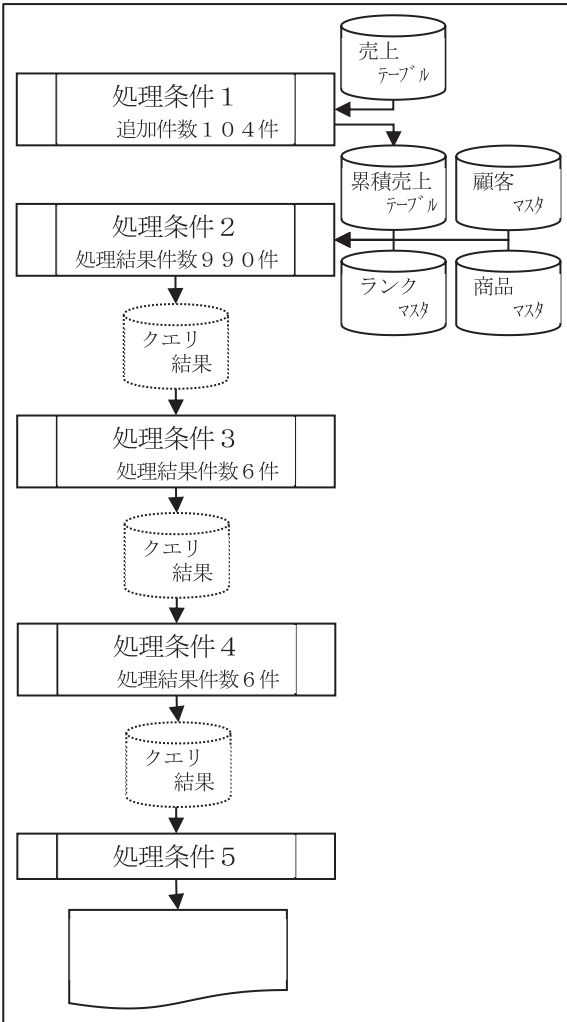 売上
テーブル
処理条件１
追加件数１０４件
累積売上
テーブル
顧客
マスタ
処理条件２
処理結果件数９９０件
ランク
マスタ
商品
マスタ
クエリ
結果
処理条件３
処理結果件数６件
クエリ
結果
処理条件４
処理結果件数６件
クエリ
結果
処理条件５